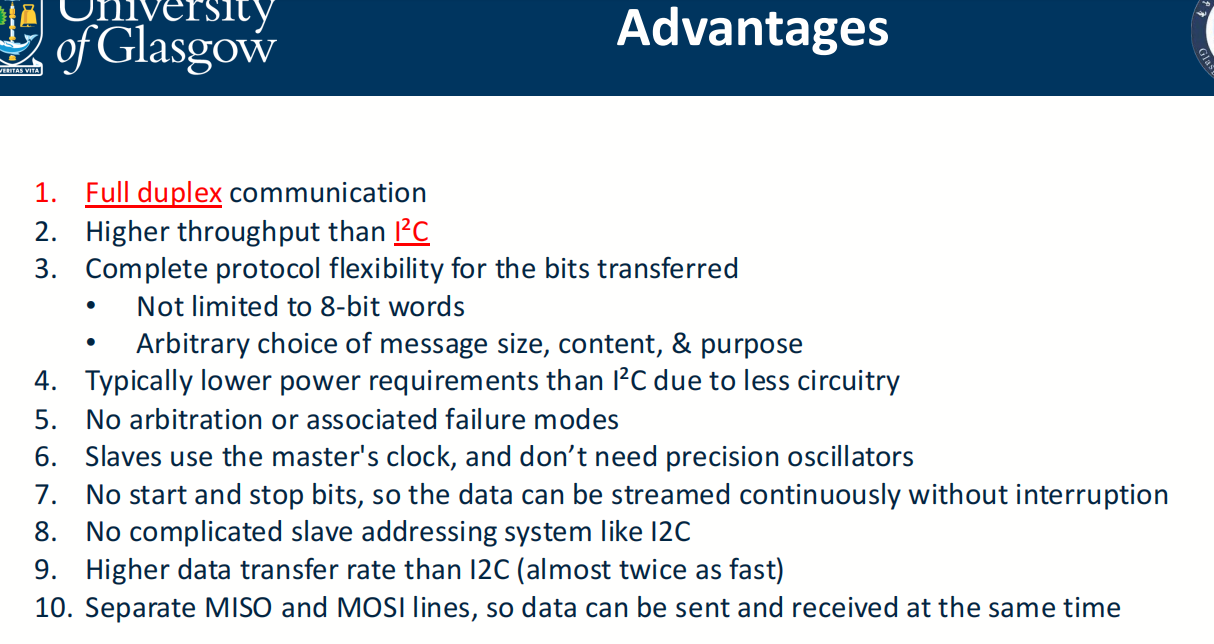 University
of Glasgow
VERITAS VITA
Advantages
1. Full duplex communication
2. Higher throughput than I²C
3. Complete protocol flexibility for the bits transferred
• Not limited to 8-bit words
• Arbitrary choice of message size, content, & purpose
4. Typically lower power requirements than I²C due to less circuitry
5. No arbitration or associated failure modes
6. Slaves use the master's clock, and don’t need precision oscillators
7. No start and stop bits, so the data can be streamed continuously without interruption
8. No complicated slave addressing system like I2C
9. Higher data transfer rate than I2C (almost twice as fast)
10. Separate MISO and MOSI lines, so data can be sent and received at the same time